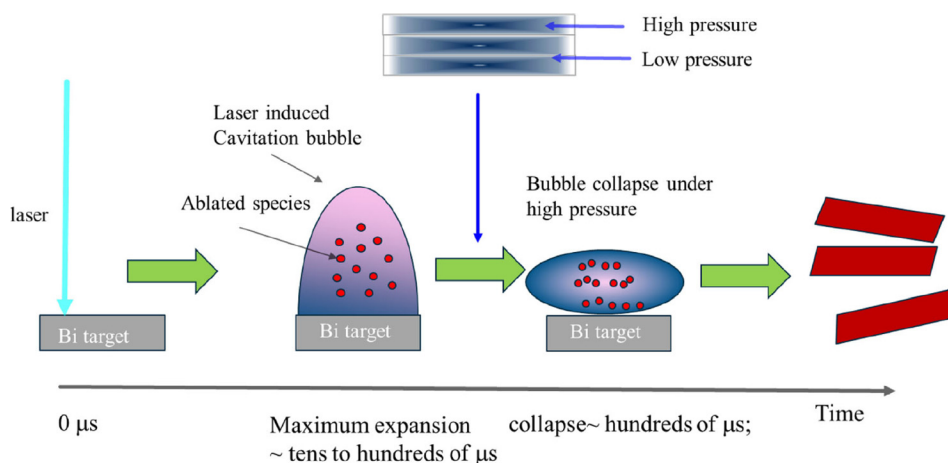 High pressure
Low pressure
Laser induced
Cavitation bubble
Ablated species
laser
Bubble collapse under
high pressure
Bi target
Bi target
Bi target
Time
0 μs
Maximum expansion
~ tens to hundreds of μs
collapse~ hundreds of μs;